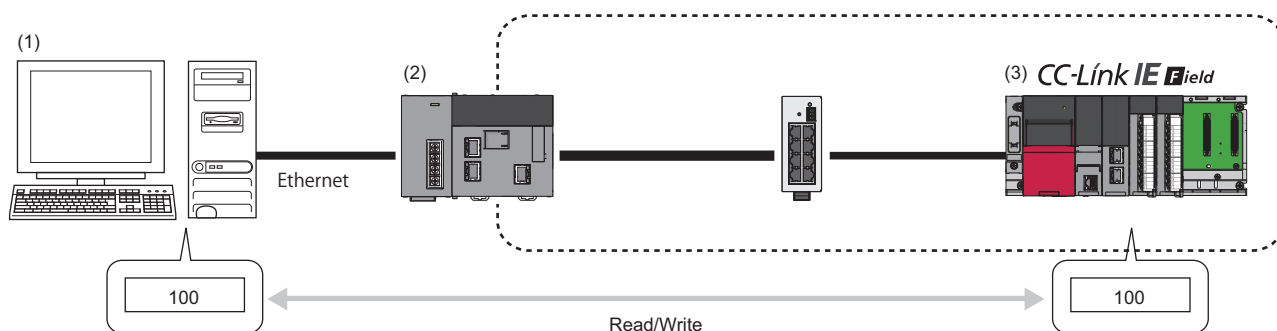 (1)
(2)
(3) CC-Link IE Field
Ethernet
100
100
Read/Write